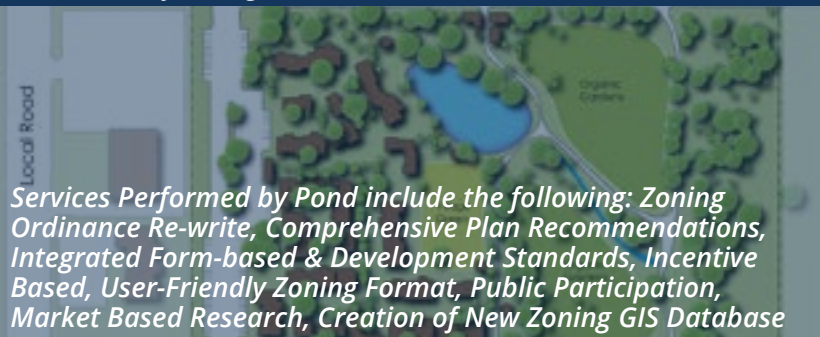 Local Road
Organic
Gardens
Services Performed by Pond include the following: Zoning
Ordinance Re-write, Comprehensive Plan Recommendations,
Integrated Form-based & Development Standards, Incentive
Based, User-Friendly Zoning Format, Public Participation,
Market Based Research, Creation of New Zoning GIS Database